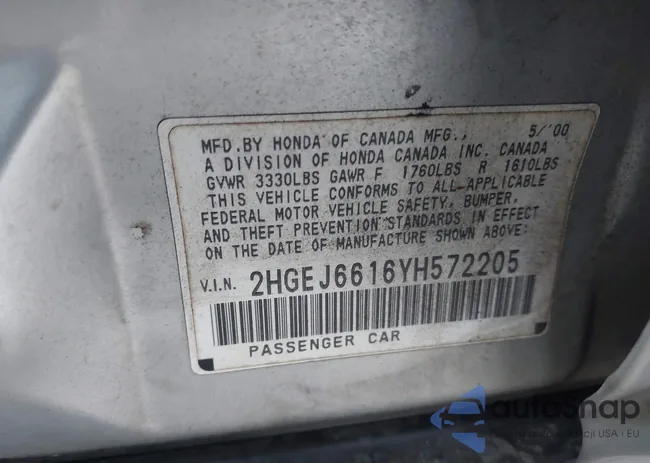 MFD. BY HONDA OF CANADA MFG., 5/'00
A DIVISION OF HONDA CANADA INC. CANADA
GVWR 3330LBS GAWR F 1760LBS R 1610LBS
THIS VEHICLE CONFORMS TO ALL APPLICABLE
FEDERAL MOTOR VEHICLE SAFETY, BUMPER,
AND THEFT PREVENTION STANDARDS IN EFFECT
ON THE DATE OF MANUFACTURE SHOWN ABOVE:
V.I.N. 2HGEJ6616YH572205
PASSENGER CAR
autoSnap
USA • EU